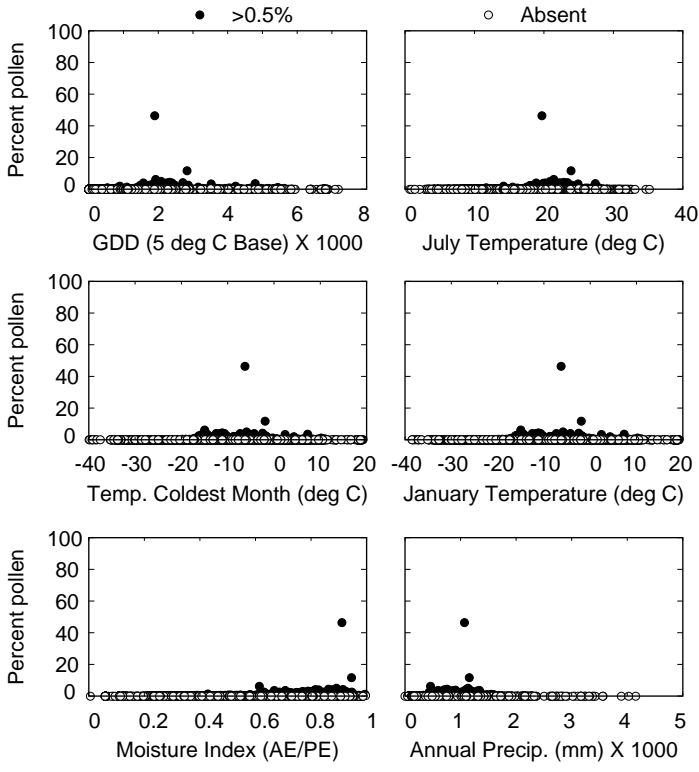 >0.5% Absent
100
80
60
40
20
0
Percent pollen
0 2 4 6 8
GDD (5 deg C Base) X 1000
0 10 20 30 40
July Temperature (deg C)
100
80
60
40
20
0
Percent pollen
-40 -30 -20 -10 0 10 20
Temp. Coldest Month (deg C)
-40 -30 -20 -10 0 10 20
January Temperature (deg C)
100
80
60
40
20
0
Percent pollen
0 0.2 0.4 0.6 0.8 1
Moisture Index (AE/PE)
0 1 2 3 4 5
Annual Precip. (mm) X 1000